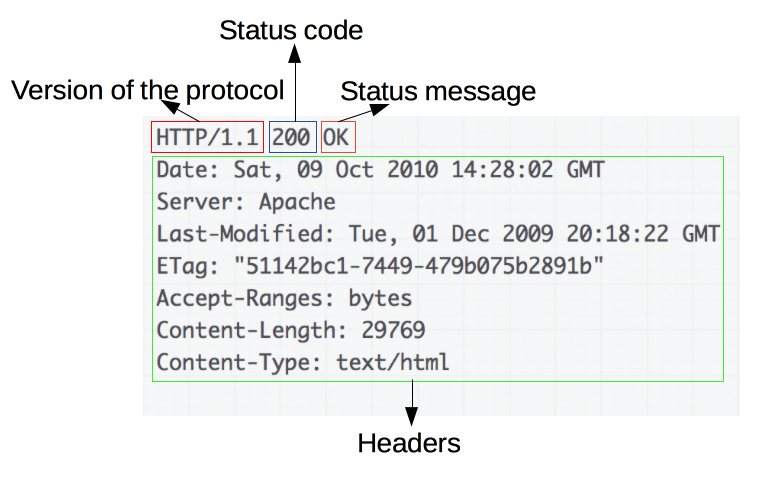 Status code
Version of the protocol
Status message
HTTP/1.1 200 OK
Date: Sat, 09 Oct 2010 14:28:02 GMT
Server: Apache
Last-Modified: Tue, 01 Dec 2009 20:18:22 GMT
ETag: "51142bc1-7449-479b075b2891b"
Accept-Ranges: bytes
Content-Length: 29769
Content-Type: text/html
Headers